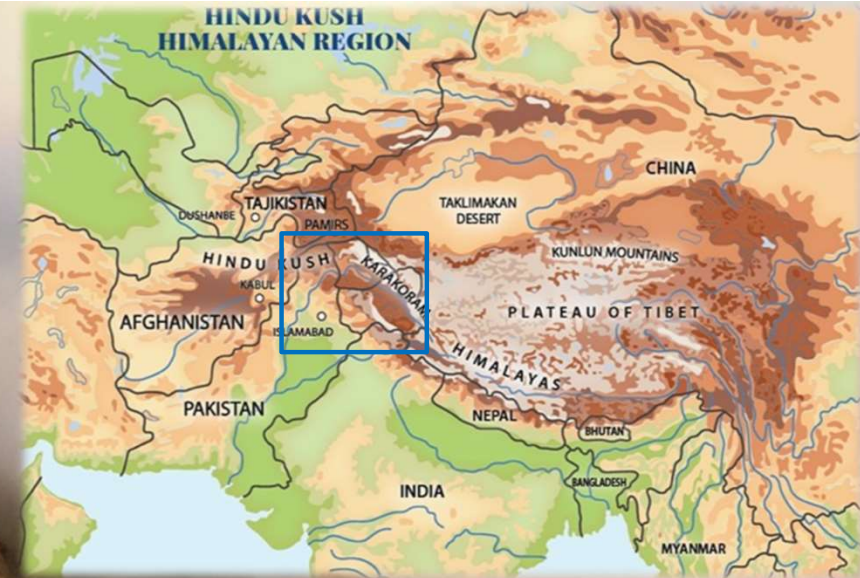 HINDU KUSH
HIMALAYAN REGION
CHINA
TAJIKISTAN
TAKLIMAKAN
DESERT
DUSHANBE
PAMIRS
HINDU KUSH
KUNLUN MOUNTAINS
KARAKORAM
KABUL
PLATEAU OF TIBET
AFGHANISTAN
ISLAMABAD
HIMALAYAS
PAKISTAN
NEPAL
BHUTAN
BANGLADESH
INDIA
MYANMAR